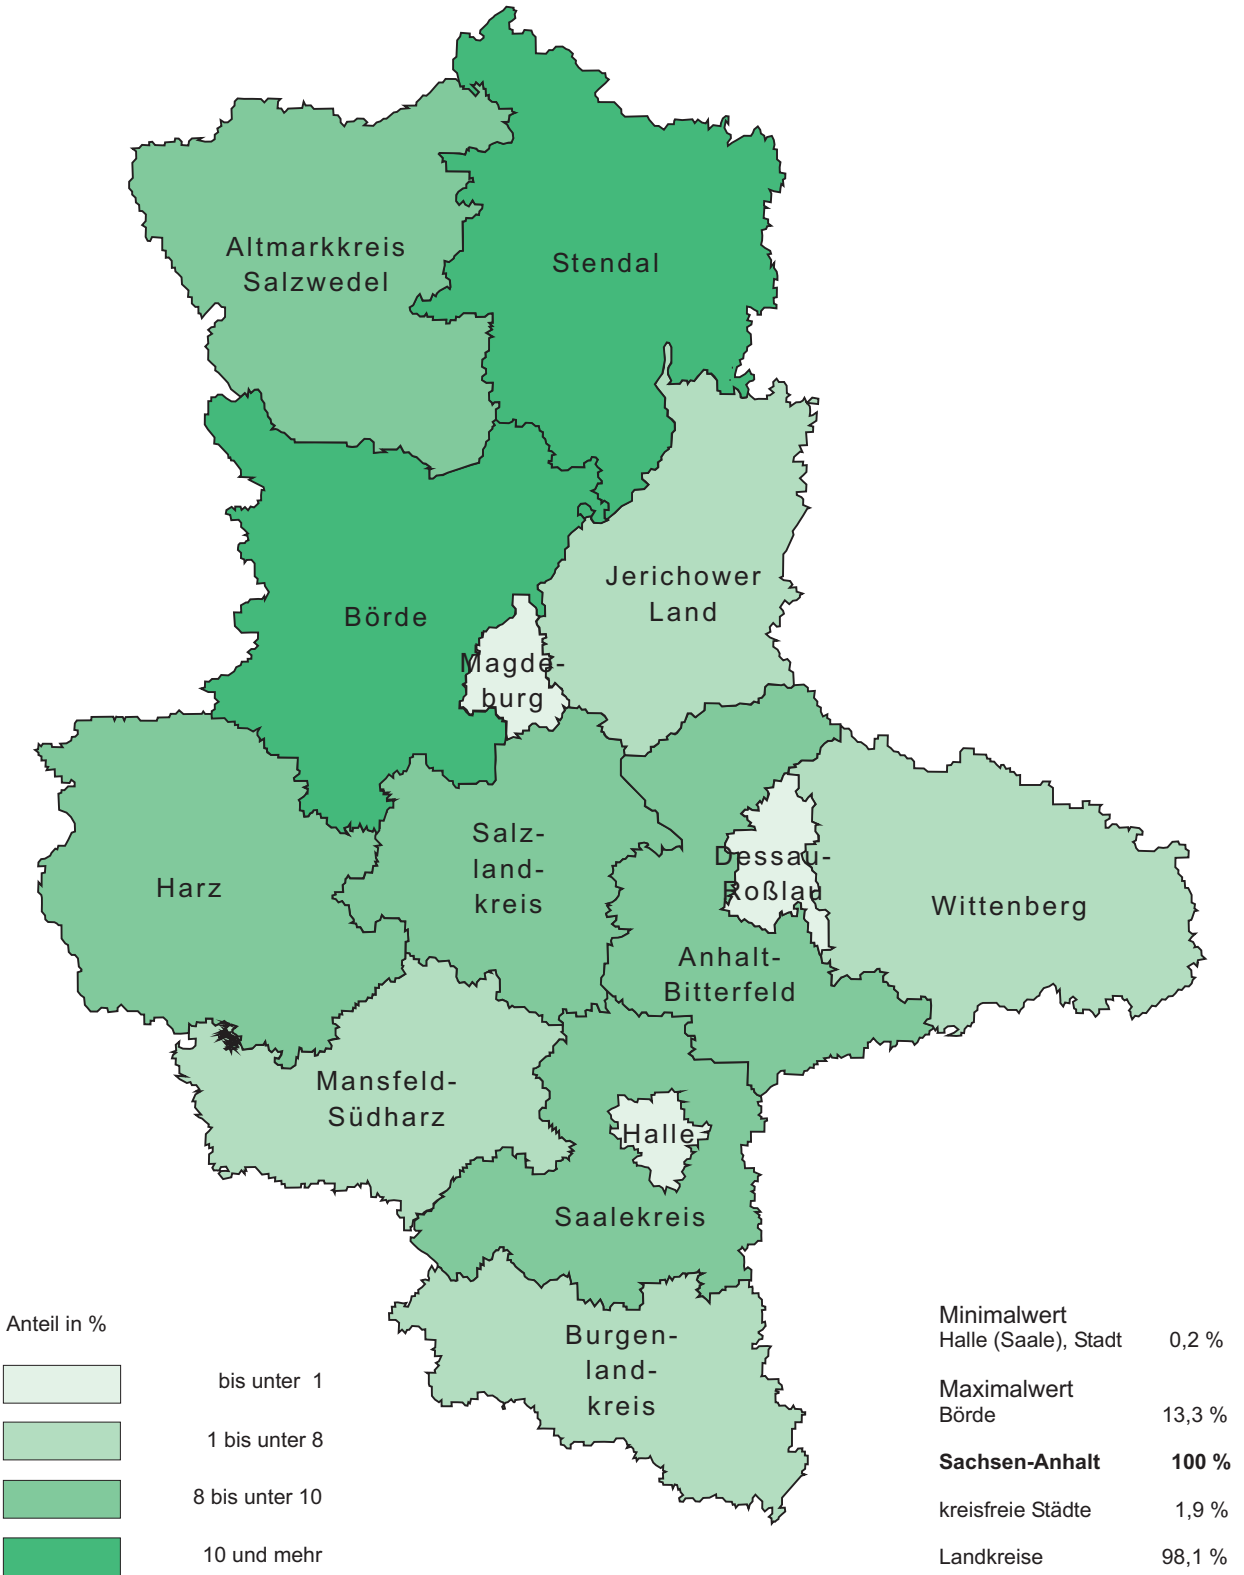 Altmarkkreis
Salzwedel
Stendal
Jerichower
Land
Börde
Magde-
burg
Salz-
land-
kreis
Dessau-
Roßlau
Harz
Wittenberg
Anhalt-
Bitterfeld
Mansfeld-
Südharz
Halle
Saalekreis
Burgen-
land-
kreis
Anteil in %
bis unter 1
1 bis unter 8
8 bis unter 10
10 und mehr
Minimalwert
Halle (Saale), Stadt 0,2 %
Maximalwert
Börde 13,3 %
Sachsen-Anhalt 100 %
kreisfreie Städte 1,9 %
Landkreise 98,1 %